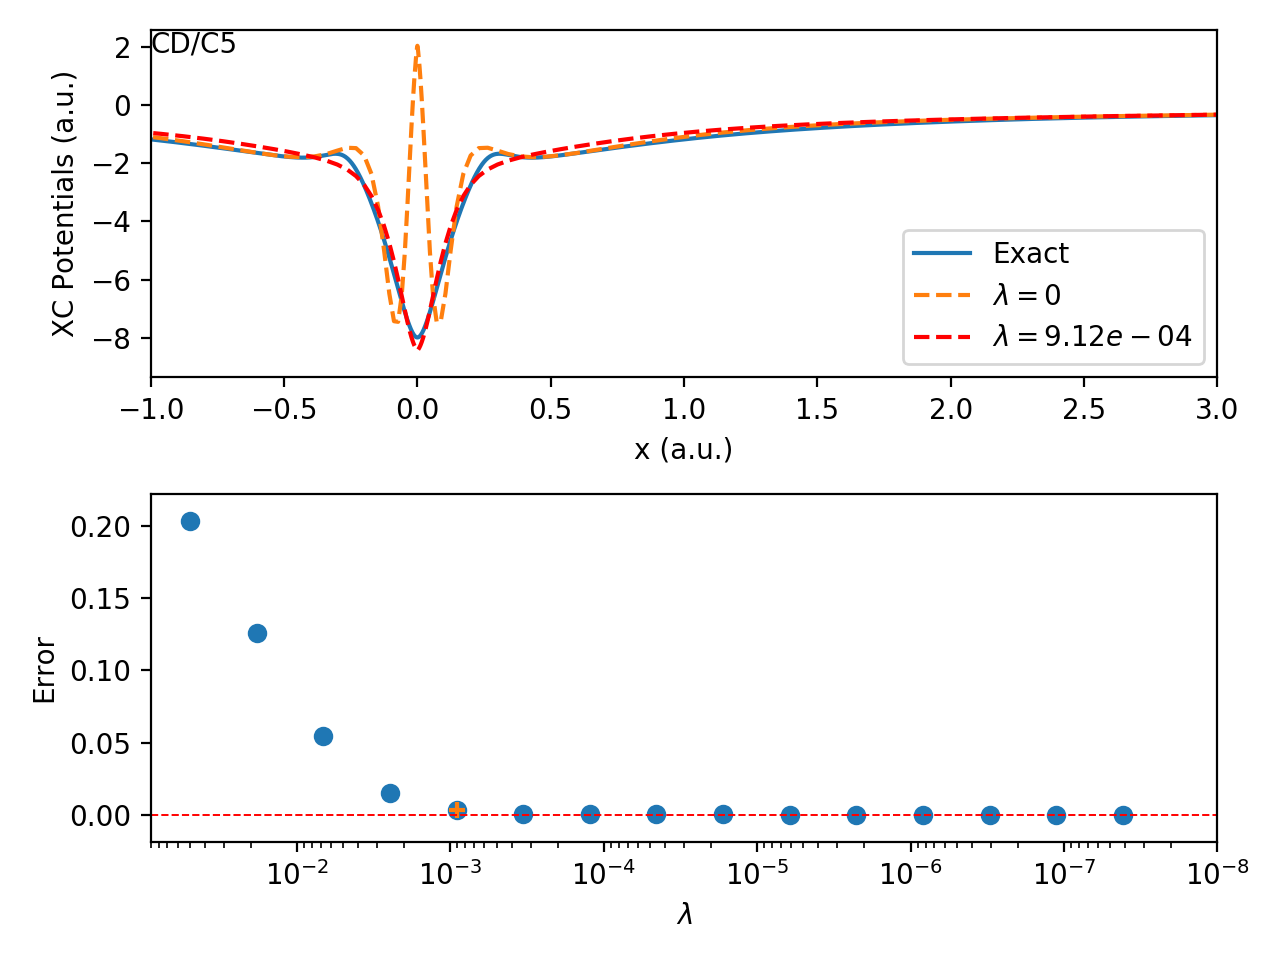 CD/C5
XC Potentials (a.u.)
2
0
−2
−4
−6
−8
Exact
λ = 0
λ = 9.12e − 04
−1.0 −0.5 0.0 0.5 1.0 1.5 2.0 2.5 3.0
x (a.u.)
Error
0.20
0.15
0.10
0.05
0.00
10⁻² 10⁻³ 10⁻⁴ 10⁻⁵ 10⁻⁶ 10⁻⁷ 10⁻⁸
λ